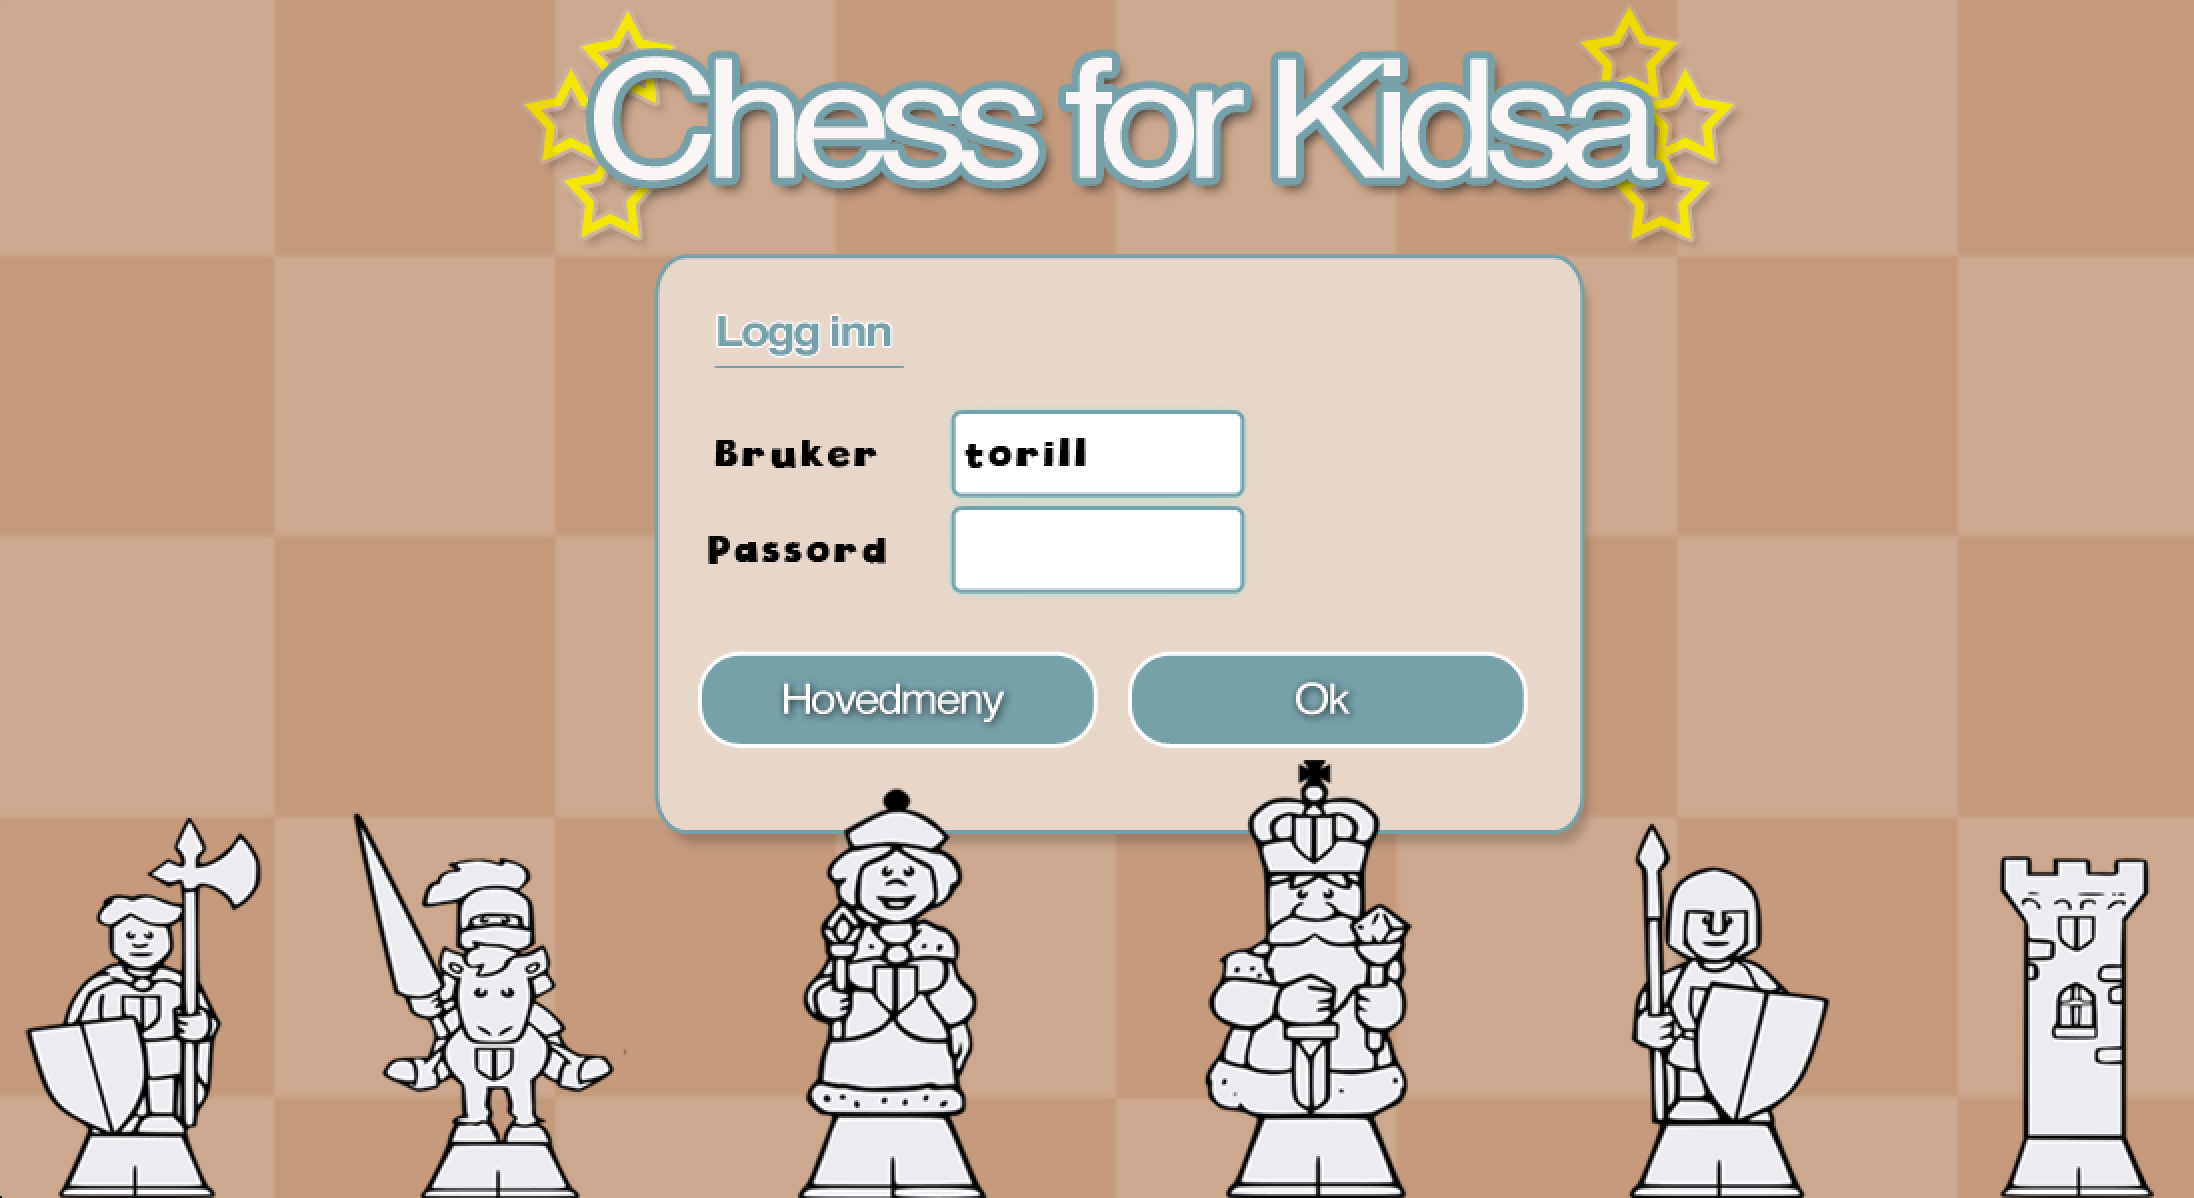 Chess for Kidsa
Logg inn
Bruker torill
Passord
Hovedmeny Ok